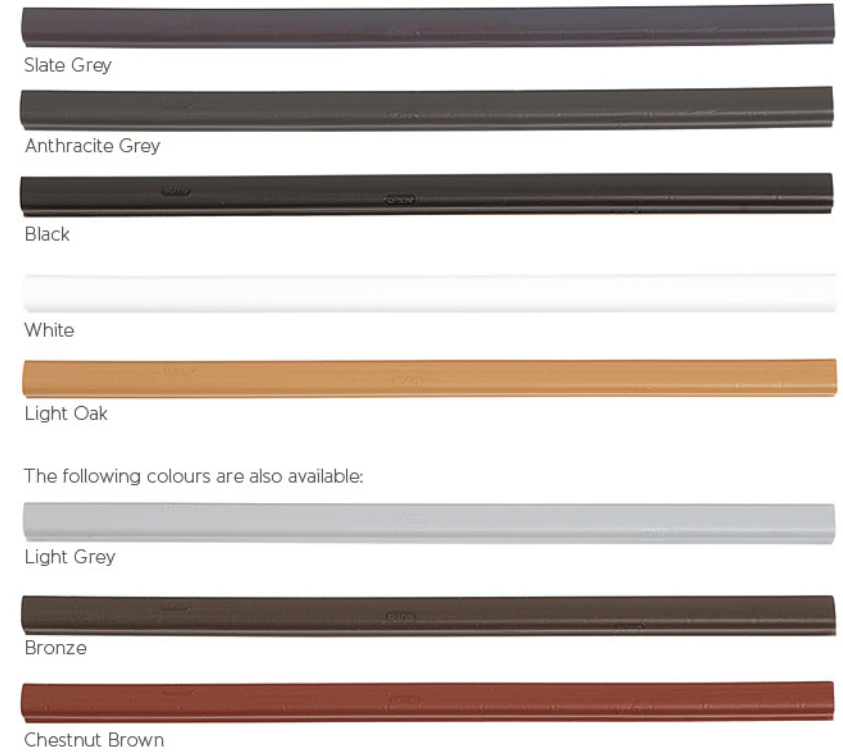 Slate Grey
Anthracite Grey
Black
White
Light Oak
The following colours are also available:
Light Grey
Bronze
Chestnut Brown